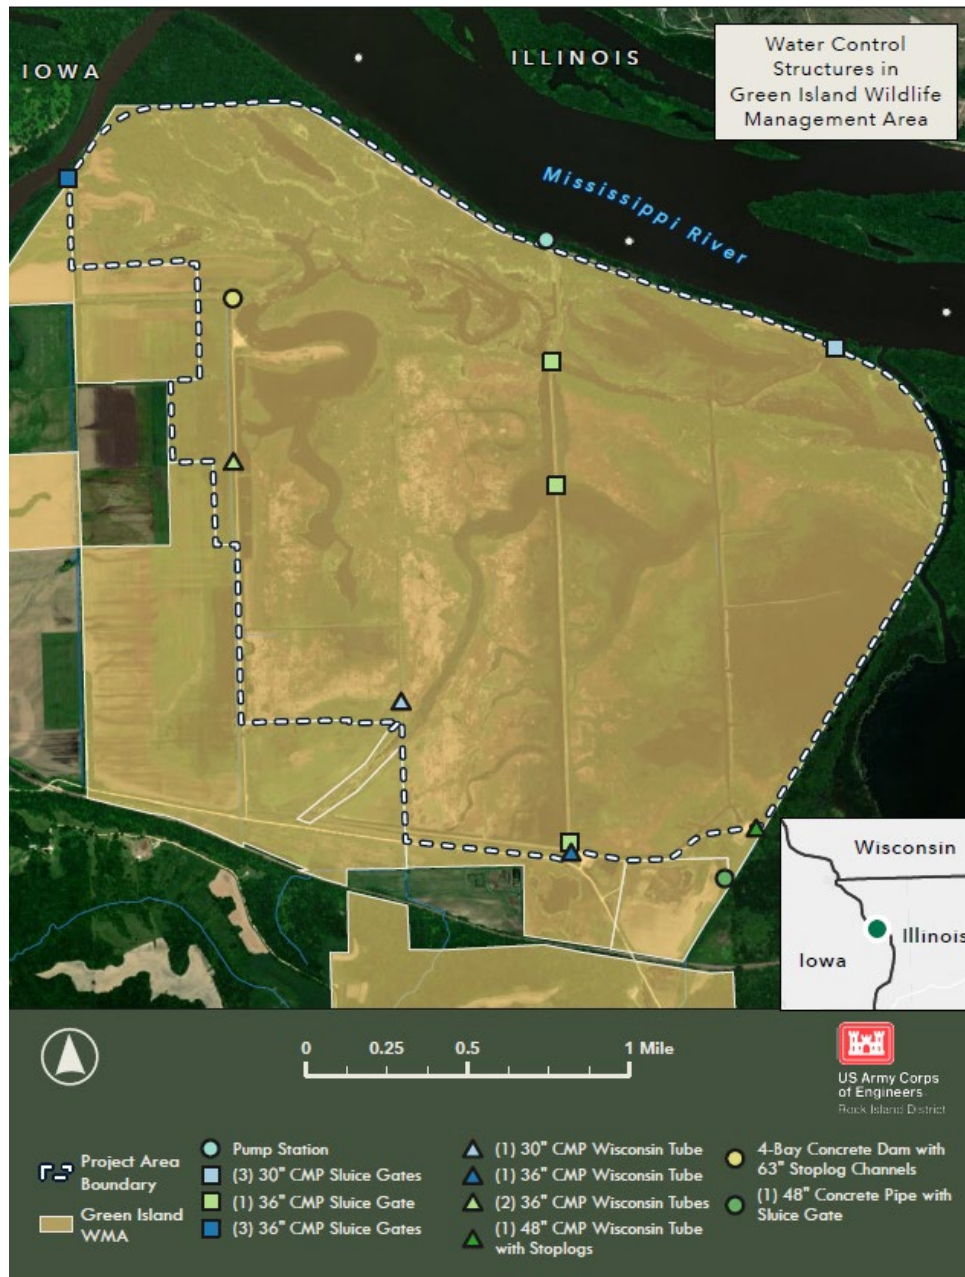 IOWA
ILLINOIS
Water Control
Structures in
Green Island Wildlife
Management Area
Mississippi River
Wisconsin
Illinois
Iowa
0 0.25 0.5 1 Mile
US Army Corps
of Engineers
Rock Island District
Project Area
Boundary
Green Island
WMA
Pump Station
(3) 30" CMP Sluice Gates
(1) 36" CMP Sluice Gate
(3) 36" CMP Sluice Gates
(1) 30" CMP Wisconsin Tube
(1) 36" CMP Wisconsin Tube
(2) 36" CMP Wisconsin Tubes
(1) 48" CMP Wisconsin Tube
with Stoplogs
4-Bay Concrete Dam with
63" Stoplog Channels
(1) 48" Concrete Pipe with
Sluice Gate